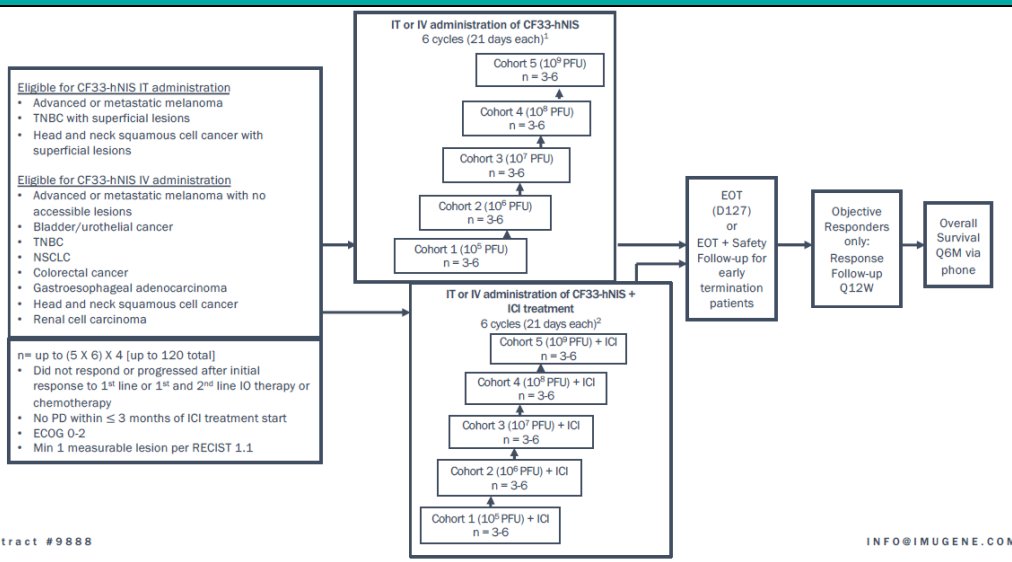 Eligible for CF33-hNIS IT administration
• Advanced or metastatic melanoma
• TNBC with superficial lesions
• Head and neck squamous cell cancer with
superficial lesions
Eligible for CF33-hNIS IV administration
• Advanced or metastatic melanoma with no
accessible lesions
• Bladder/urothelial cancer
• TNBC
• NSCLC
• Colorectal cancer
• Gastroesophageal adenocarcinoma
• Head and neck squamous cell cancer
• Renal cell carcinoma
n= up to (5 X 6) X 4 [up to 120 total]
• Did not respond or progressed after initial
response to 1st line or 1st and 2nd line IO therapy or
chemotherapy
• No PD within ≤ 3 months of ICI treatment start
• ECOG 0-2
• Min 1 measurable lesion per RECIST 1.1
IT or IV administration of CF33-hNIS
6 cycles (21 days each)¹
Cohort 5 (10⁹ PFU)
n = 3-6
Cohort 4 (10⁸ PFU)
n = 3-6
Cohort 3 (10⁷ PFU)
n = 3-6
Cohort 2 (10⁶ PFU)
n = 3-6
Cohort 1 (10⁵ PFU)
n = 3-6
IT or IV administration of CF33-hNIS +
ICI treatment
6 cycles (21 days each)²
Cohort 5 (10⁹ PFU) + ICI
n = 3-6
Cohort 4 (10⁸ PFU) + ICI
n = 3-6
Cohort 3 (10⁷ PFU) + ICI
n = 3-6
Cohort 2 (10⁶ PFU) + ICI
n = 3-6
Cohort 1 (10⁵ PFU) + ICI
n = 3-6
EOT
(D127)
or
EOT + Safety
Follow-up for
early
termination
patients
Objective
Responders
only:
Response
Follow-up
Q12W
Overall
Survival
Q6M via
phone
tract #9888
INFO@IMUGENE.COM